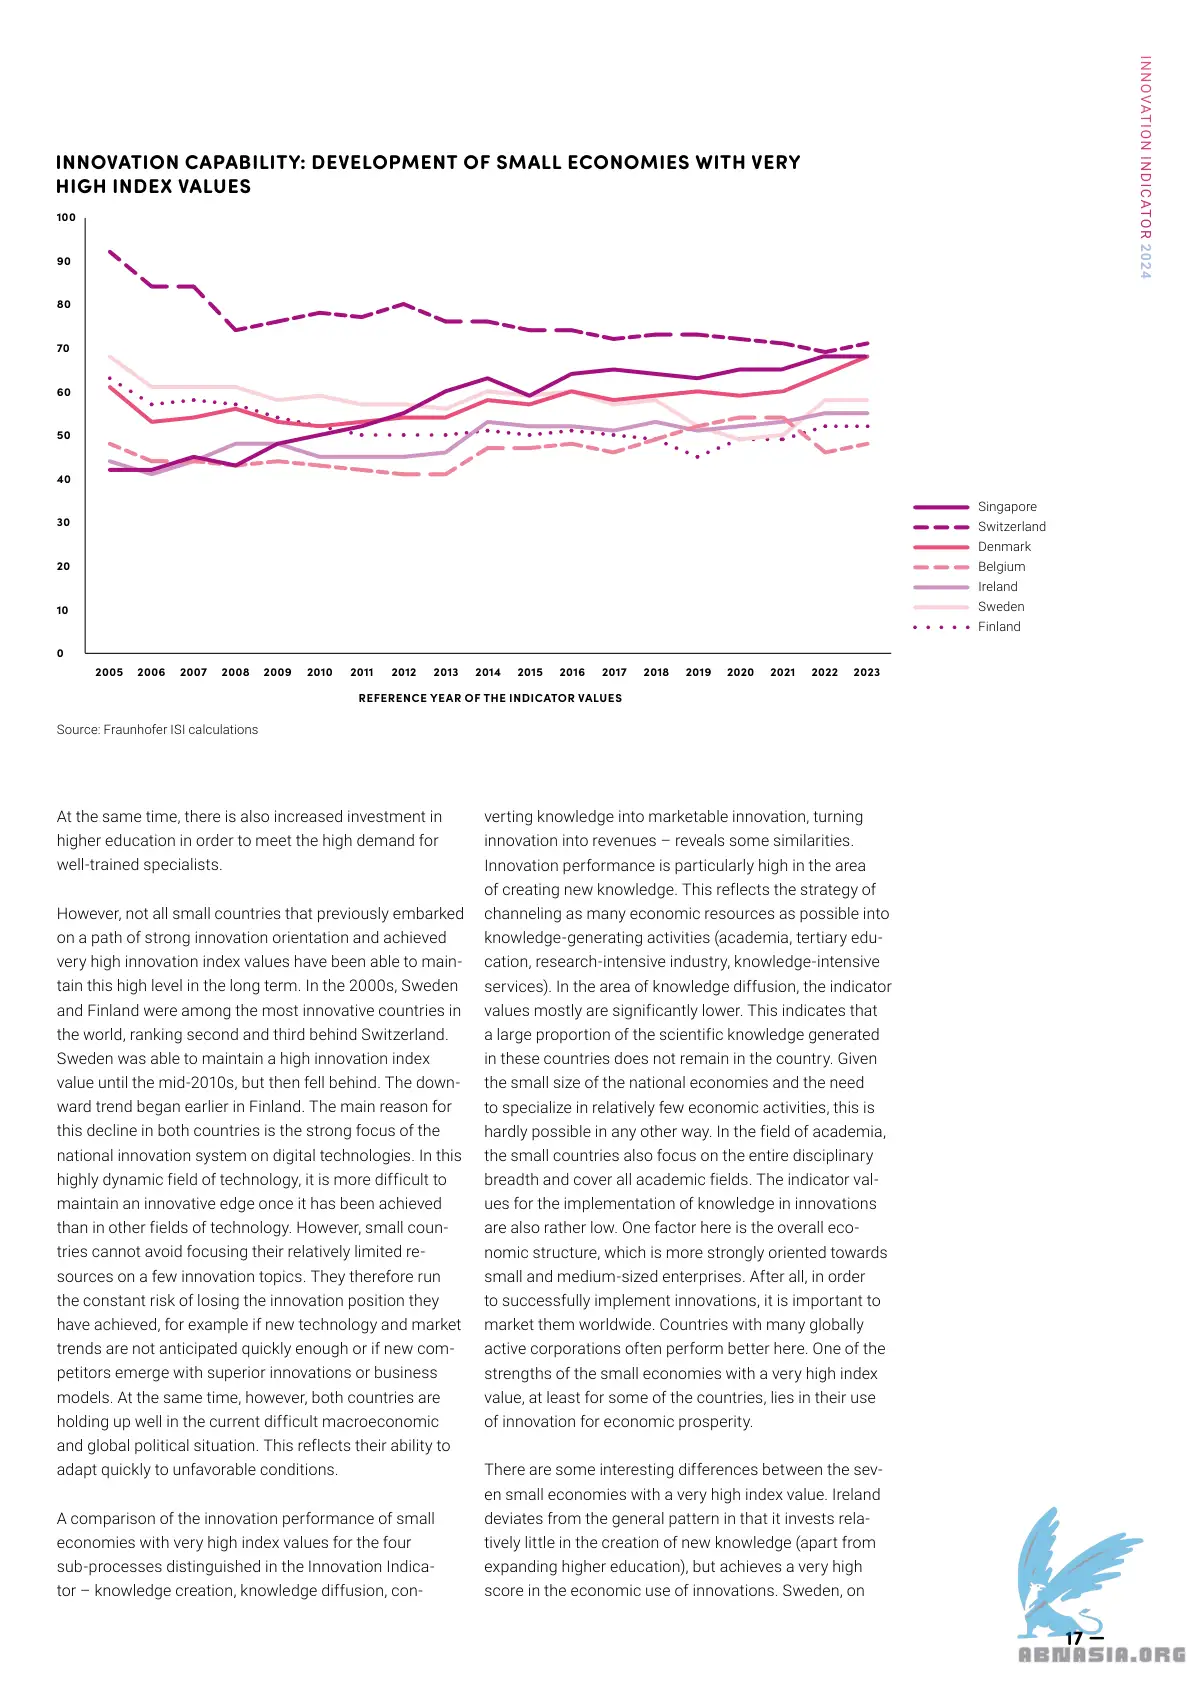 INNOVATION INDICATOR 2024
INNOVATION CAPABILITY: DEVELOPMENT OF SMALL ECONOMIES WITH VERY
HIGH INDEX VALUES
100
90
80
70
60
50
40
30
20
10
0
Singapore
Switzerland
Denmark
Belgium
Ireland
Sweden
Finland
2005 2006 2007 2008 2009 2010 2011 2012 2013 2014 2015 2016 2017 2018 2019 2020 2021 2022 2023
REFERENCE YEAR OF THE INDICATOR VALUES
Source: Fraunhofer ISI calculations
At the same time, there is also increased investment in
higher education in order to meet the high demand for
well-trained specialists.
However, not all small countries that previously embarked
on a path of strong innovation orientation and achieved
very high innovation index values have been able to main-
tain this high level in the long term. In the 2000s, Sweden
and Finland were among the most innovative countries in
the world, ranking second and third behind Switzerland.
Sweden was able to maintain a high innovation index
value until the mid-2010s, but then fell behind. The down-
ward trend began earlier in Finland. The main reason for
this decline in both countries is the strong focus of the
national innovation system on digital technologies. In this
highly dynamic field of technology, it is more difficult to
maintain an innovative edge once it has been achieved
than in other fields of technology. However, small coun-
tries cannot avoid focusing their relatively limited re-
sources on a few innovation topics. They therefore run
the constant risk of losing the innovation position they
have achieved, for example if new technology and market
trends are not anticipated quickly enough or if new com-
petitors emerge with superior innovations or business
models. At the same time, however, both countries are
holding up well in the current difficult macroeconomic
and global political situation. This reflects their ability to
adapt quickly to unfavorable conditions.
A comparison of the innovation performance of small
economies with very high index values for the four
sub-processes distinguished in the Innovation Indica-
tor – knowledge creation, knowledge diffusion, con-
verting knowledge into marketable innovation, turning
innovation into revenues – reveals some similarities.
Innovation performance is particularly high in the area
of creating new knowledge. This reflects the strategy of
channeling as many economic resources as possible into
knowledge-generating activities (academia, tertiary edu-
cation, research-intensive industry, knowledge-intensive
services). In the area of knowledge diffusion, the indicator
values mostly are significantly lower. This indicates that
a large proportion of the scientific knowledge generated
in these countries does not remain in the country. Given
the small size of the national economies and the need
to specialize in relatively few economic activities, this is
hardly possible in any other way. In the field of academia,
the small countries also focus on the entire disciplinary
breadth and cover all academic fields. The indicator val-
ues for the implementation of knowledge in innovations
are also rather low. One factor here is the overall eco-
nomic structure, which is more strongly oriented towards
small and medium-sized enterprises. After all, in order
to successfully implement innovations, it is important to
market them worldwide. Countries with many globally
active corporations often perform better here. One of the
strengths of the small economies with a very high index
value, at least for some of the countries, lies in their use
of innovation for economic prosperity.
There are some interesting differences between the sev-
en small economies with a very high index value. Ireland
deviates from the general pattern in that it invests rela-
tively little in the creation of new knowledge (apart from
expanding higher education), but achieves a very high
score in the economic use of innovations. Sweden, on
17 —
ABNASIA.ORG